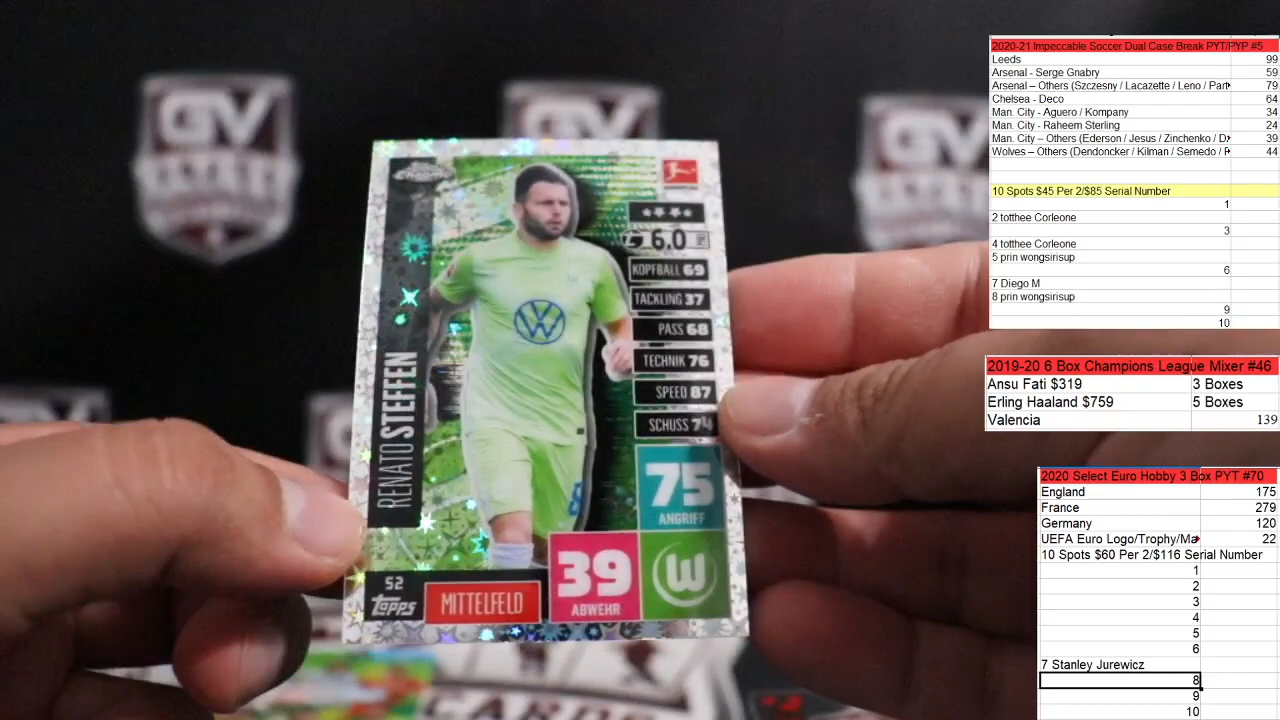 GV
GV
GV
Chrome
BUNDESLIGA
6.0
KOPFBALL 69
TACKLING 37
PASS 68
TECHNIK 76
SPEED 87
SCHUSS 74
RENATO STEFFEN
75
ANGRIFF
39
ABWEHR
W
52
Topps
MITTELFELD
CARDS
2020-21 Impeccable Soccer Dual Case Break PYT/PYP #5
Leeds 99
Arsenal - Serge Gnabry 59
Arsenal – Others (Szczesny / Lacazette / Leno / Part 79
Chelsea - Deco 64
Man. City - Aguero / Kompany 34
Man. City - Raheem Sterling 24
Man. City – Others (Ederson / Jesus / Zinchenko / D 39
Wolves – Others (Dendoncker / Kilman / Semedo / 44
10 Spots $45 Per 2/$85 Serial Number
1
2 totthee Corleone
3
4 totthee Corleone
5 prin wongsirisup
6
7 Diego M
8 prin wongsirisup
9
10
2019-20 6 Box Champions League Mixer #46
Ansu Fati $319 3 Boxes
Erling Haaland $759 5 Boxes
Valencia 139
2020 Select Euro Hobby 3 Box PYT #70
England 175
France 279
Germany 120
UEFA Euro Logo/Trophy/Ma 22
10 Spots $60 Per 2/$116 Serial Number
1
2
3
4
5
6
7 Stanley Jurewicz
8
9
10